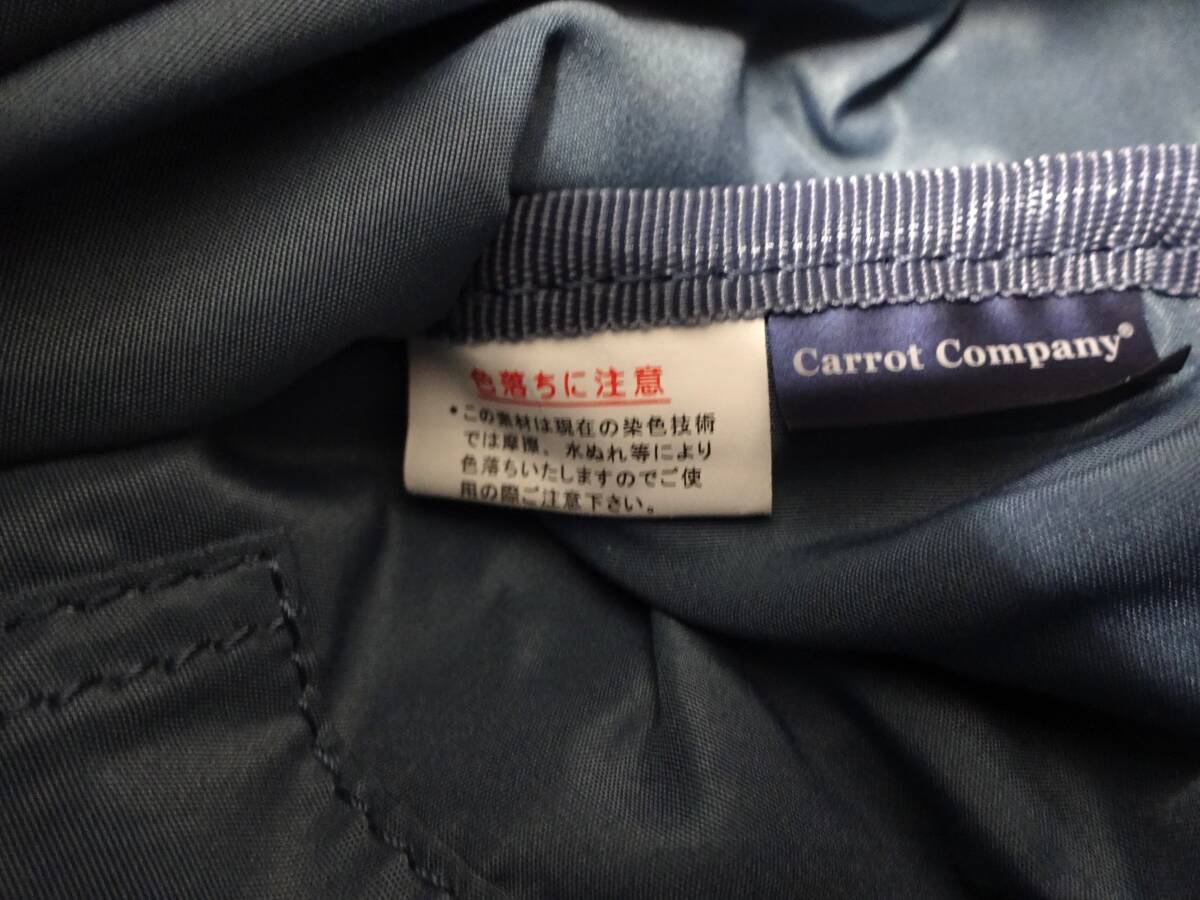 色落ちに注意
•この素材は現在の染色技術
では摩擦、水ぬれ等により
色落ちいたしますのでご使
用の際ご注意下さい。
Carrot Company®